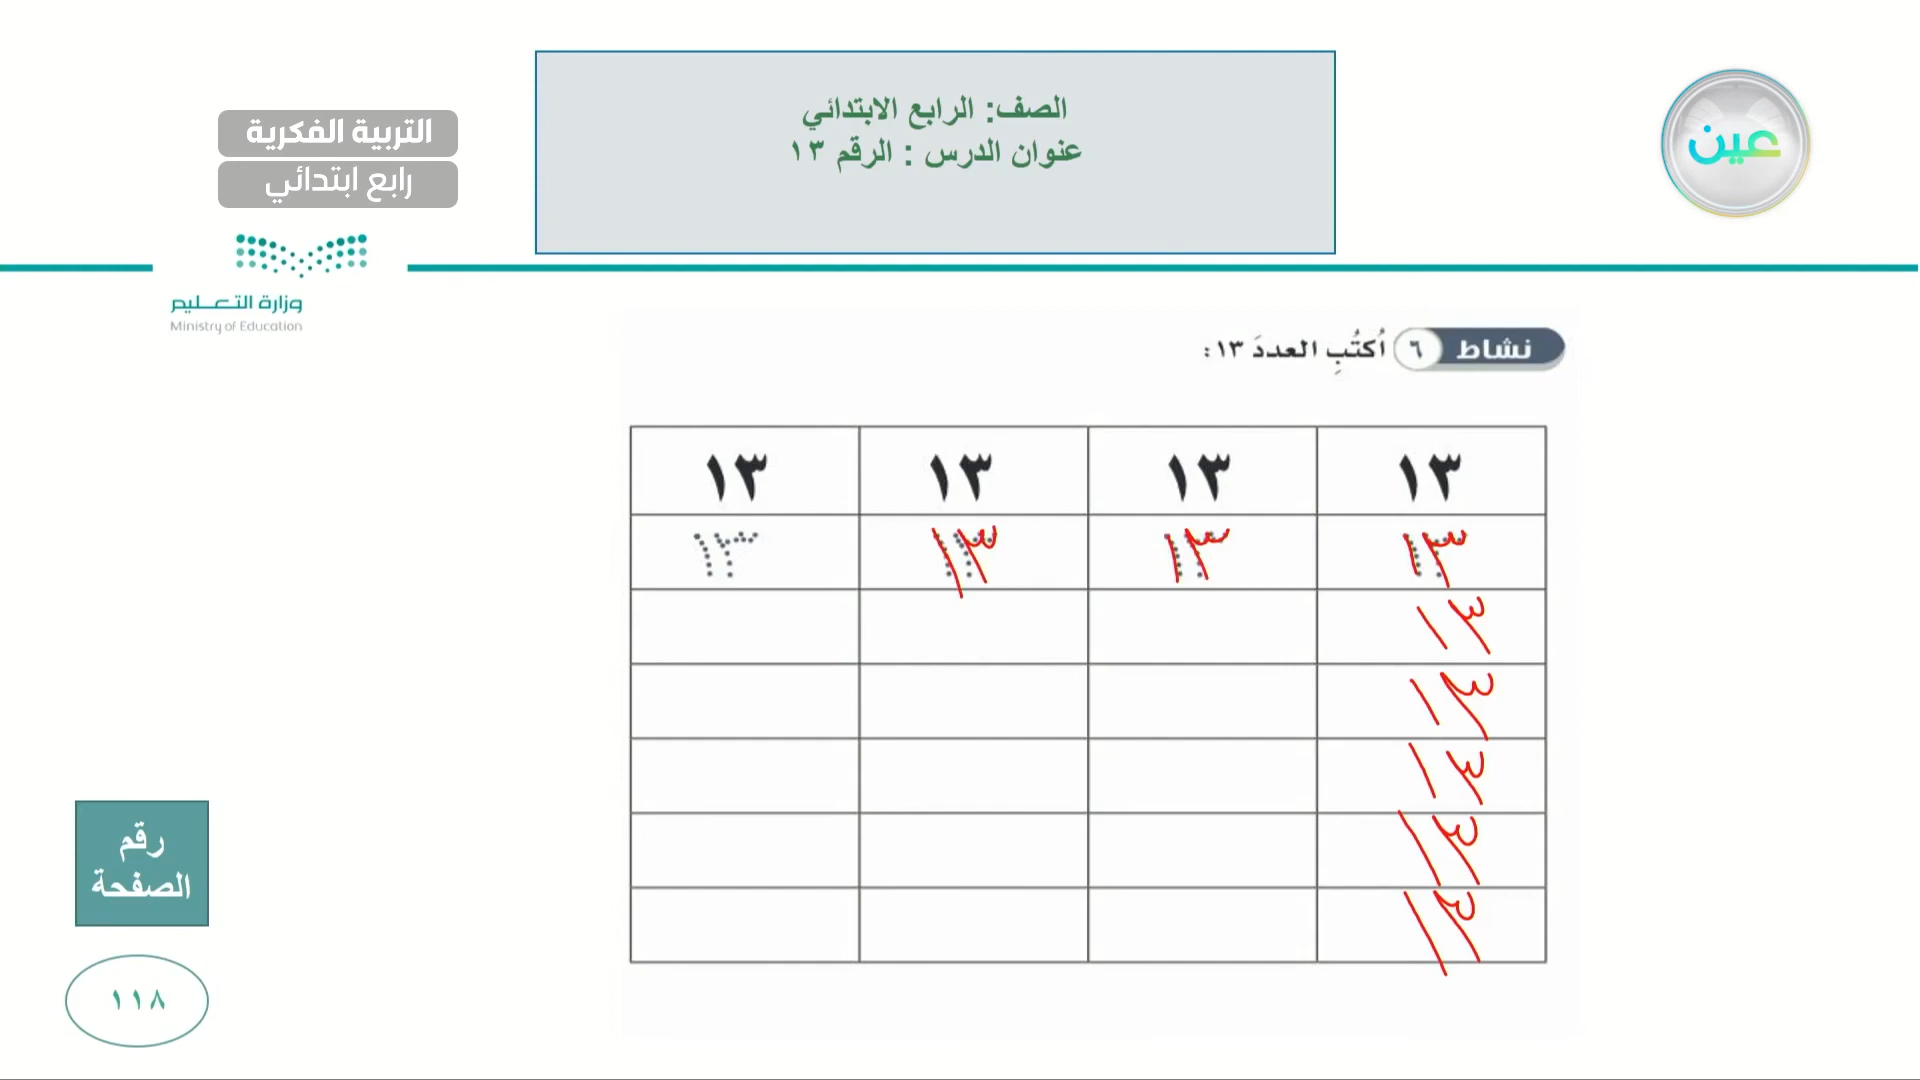 الصف: الرابع الابتدائي
عنوان الدرس : الرقم ١٣
عين
التربية الفكرية
رابع ابتدائي
وزارة التعليم
Ministry of Education
نشاط ٦ أكتُبِ العددَ ١٣:
١٣ ١٣ ١٣ ١٣
١٣ ١٣ ١٣ ١٣
١٣
١٣
١٣
١٣
١٣
رقم
الصفحة
١١٨